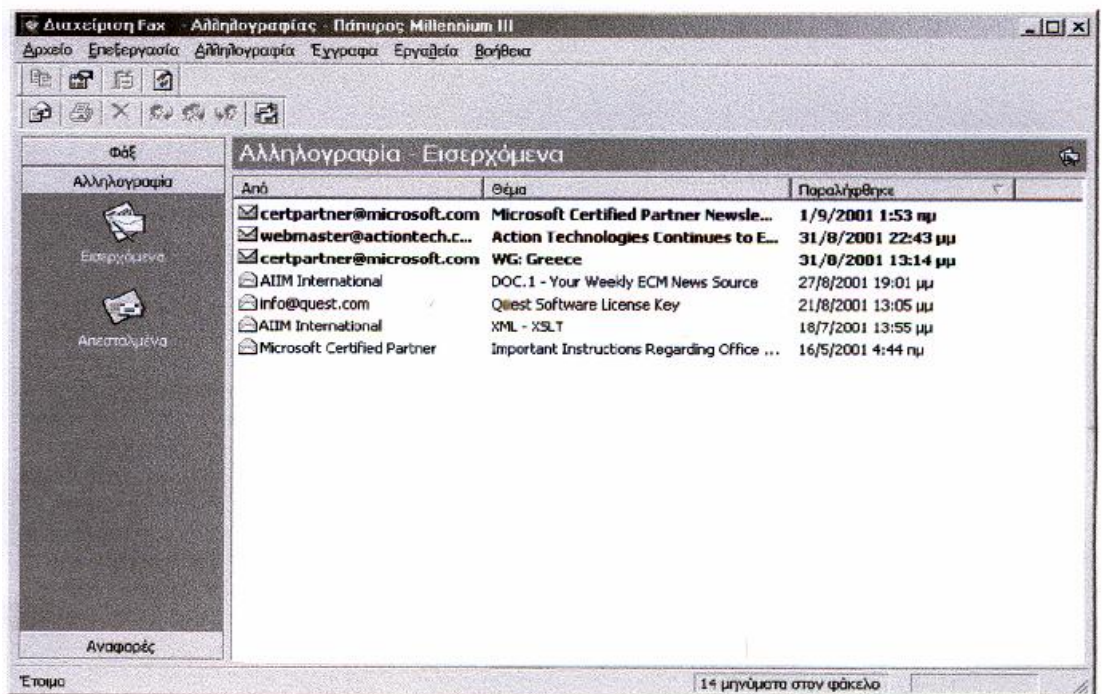 Διαχείριση Fax - Αλληλογραφίας - Πάπυρος Millennium III
Αρχείο Επεξεργασία Αλληλογραφία Έγγραφα Εργαλεία Βοήθεια
Φάξ
Αλληλογραφία
Εισερχόμενα
Απεσταλμένα
Αναφορές
Αλληλογραφία - Εισερχόμενα
Από Θέμα Παραλήφθηκε
certpartner@microsoft.com Microsoft Certified Partner Newsle... 1/9/2001 1:53 πμ
webmaster@actiontech.c... Action Technologies Continues to E... 31/8/2001 22:43 μμ
certpartner@microsoft.com WG: Greece 31/8/2001 13:14 μμ
AIIM International DOC.1 - Your Weekly ECM News Source 27/8/2001 19:01 μμ
info@quest.com Quest Software License Key 21/8/2001 13:05 μμ
AIIM International XML - XSLT 18/7/2001 13:55 μμ
Microsoft Certified Partner Important Instructions Regarding Office ... 16/5/2001 4:44 πμ
Έτοιμο 14 μηνύματα στον φάκελο